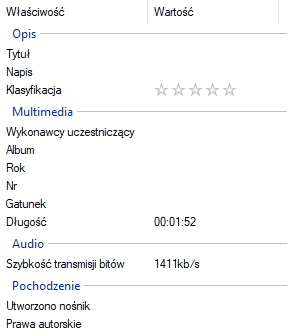 Właściwość Wartość
Opis
Tytuł
Napis
Klasyfikacja
Multimedia
Wykonawcy uczestniczący
Album
Rok
Nr
Gatunek
Długość 00:01:52
Audio
Szybkość transmisji bitów 1411kb/s
Pochodzenie
Utworzono nośnik
Prawa autorskie